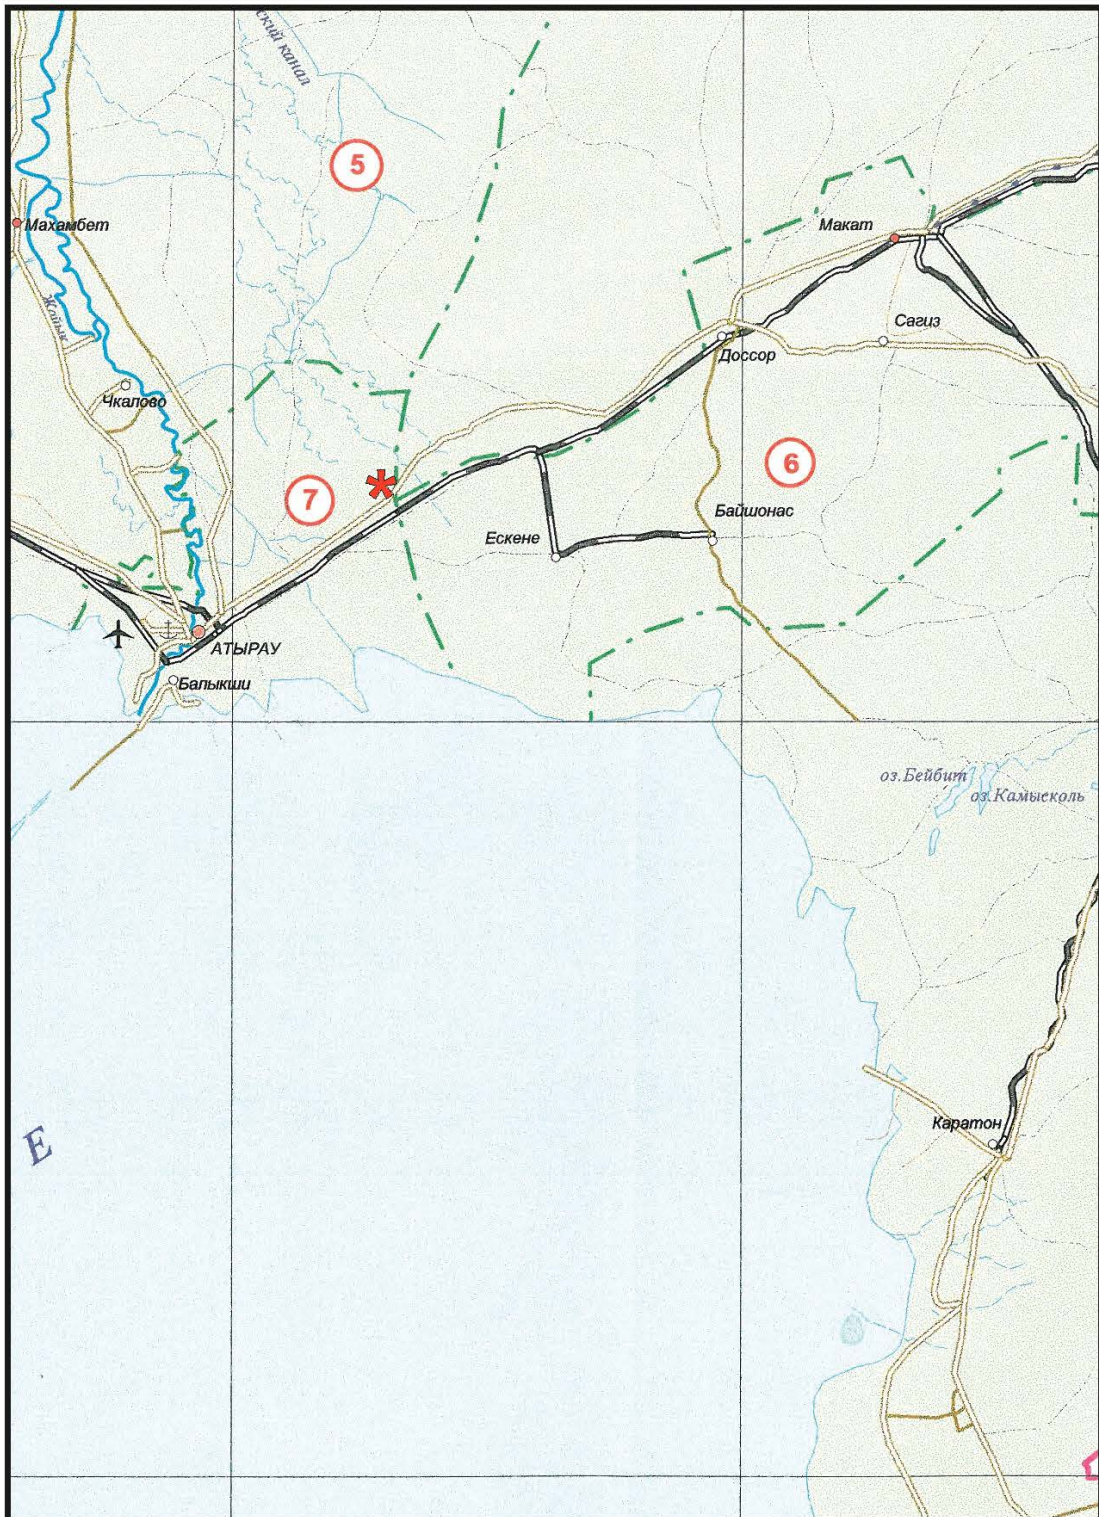 ский канал
5
Махамбет
Макат
Жайык
Сагиз
Доссор
Чкалово
6
7
Байшонас
Ескене
АТЫРАУ
Балыкши
оз.Бейбит
оз.Камысколь
Каратон
Е